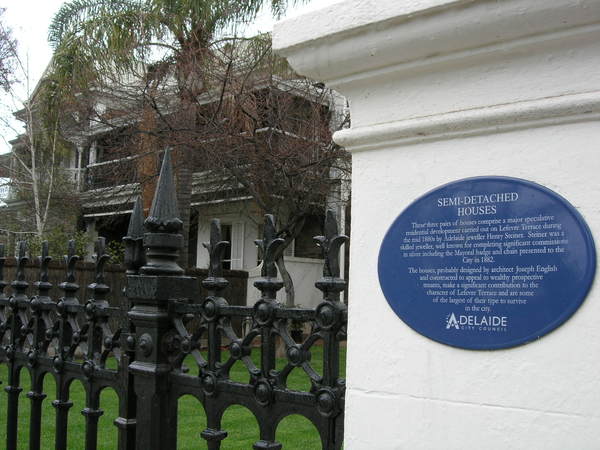 SEMI-DETACHED
HOUSES
These three pairs of houses comprise a major speculative
residential development carried out on Lefevre Terrace during
the mid 1880s by Adelaide jeweller Henry Steiner. Steiner was a
skilled jeweller, well known for completing significant commissions
in silver including the Mayoral badge and chain presented to the
City in 1882.
The houses, probably designed by architect Joseph English
and constructed to appeal to wealthy prospective
tenants, make a significant contribution to the
character of Lefevre Terrace and are some
of the largest of their type to survive
in the city.
ADELAIDE
CITY COUNCIL